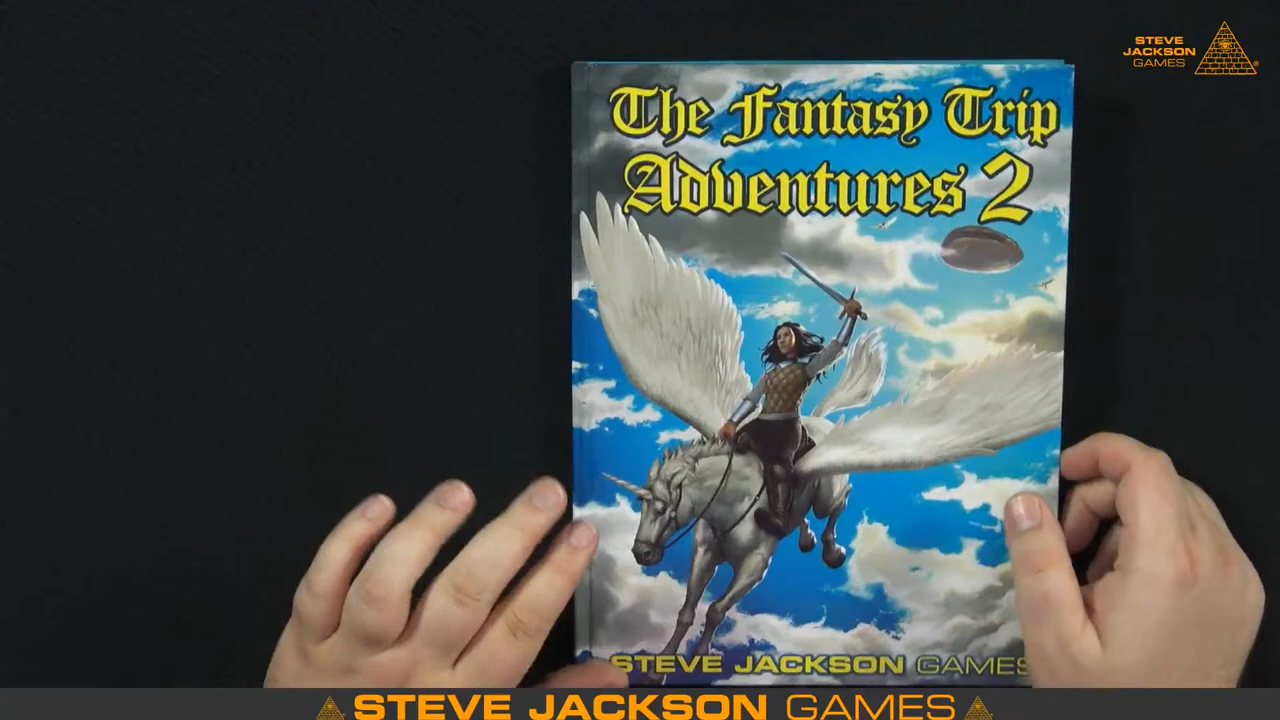 STEVE
JACKSON
GAMES
The Fantasy Trip
Adventures 2
STEVE JACKSON GAMES
STEVE JACKSON GAMES